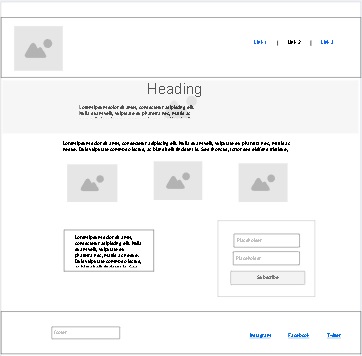 Link 1 | Link 2 | Link 3
Heading
Lorem ipsum dolor sit amet, consectetur adipiscing elit.
Nulla quam velit, vulputate eu pharetra nec, mattis ac
Lorem ipsum dolor sit amet, consectetur adipiscing elit. Nulla quam velit, vulputate eu pharetra nec, mattis ac
neque. Duis vulputate commodo lectus, ac blandit elit tincidunt id. Sed rhoncus, tortor sed eleifend tristique,
Lorem ipsum dolor sit amet,
consectetur adipiscing elit. Nulla
quam velit, vulputate eu
pharetra nec, mattis ac neque.
Duis vulputate commodo lectus,
Placeholder
Placeholder
Subscribe
Footer
Instagram Facebook Twitter